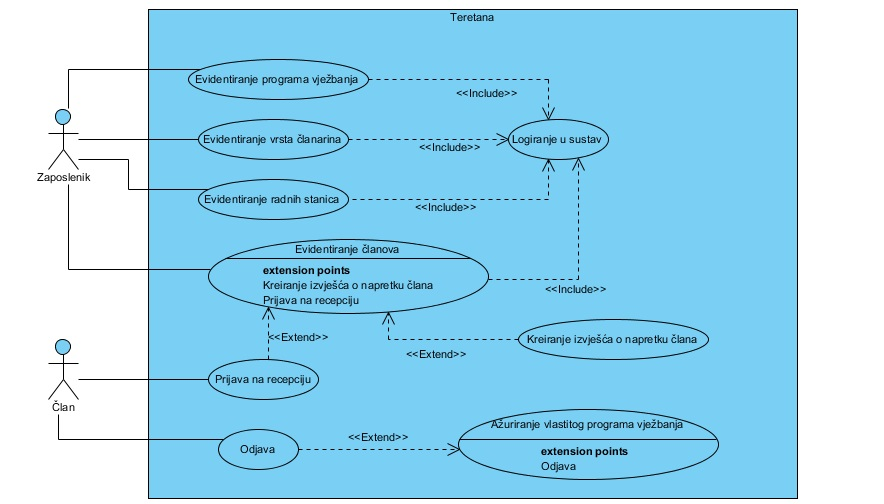 Teretana
Evidentiranje programa vježbanja
<<Include>>
Zaposlenik
Evidentiranje vrsta članarina
<<Include>>
Logiranje u sustav
Evidentiranje radnih stanica
<<Include>>
Evidentiranje članova
extension points
Kreiranje izvješća o napretku člana
Prijava na recepciju
<<Include>>
<<Extend>>
Kreiranje izvješća o napretku člana
<<Extend>>
Prijava na recepciju
Član
Ažuriranje vlastitog programa vježbanja
extension points
Odjava
<<Extend>>
Odjava